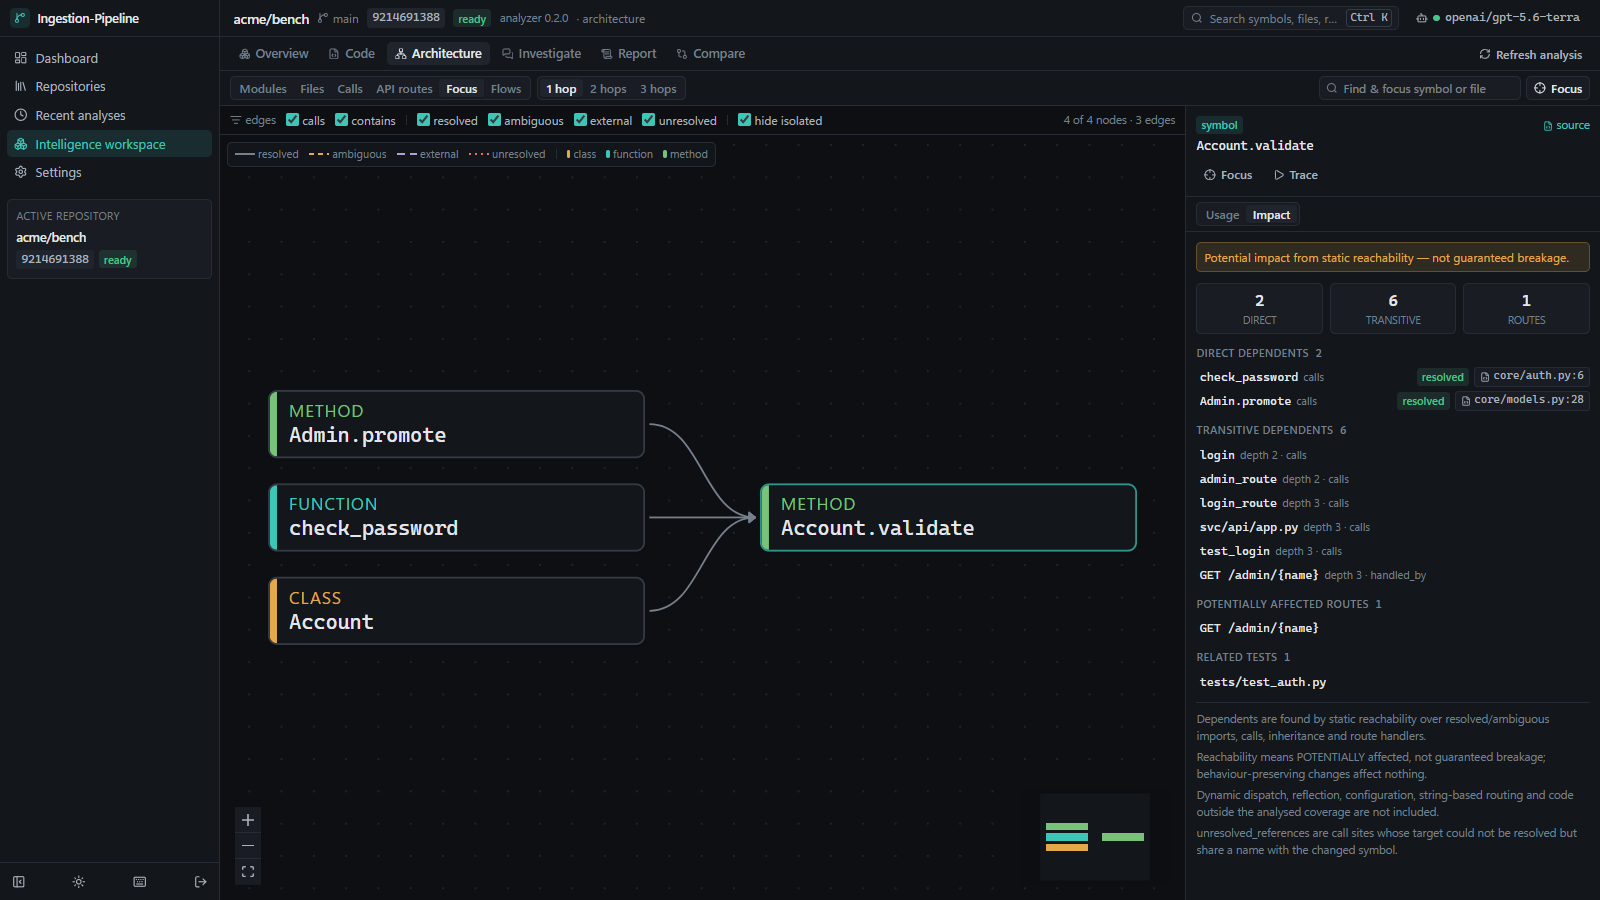 Ingestion-Pipeline
Dashboard
Repositories
Recent analyses
Intelligence workspace
Settings
ACTIVE REPOSITORY
acme/bench
9214691388 ready
acme/bench main 9214691388 ready analyzer 0.2.0 · architecture
Search symbols, files, r... Ctrl K
openai/gpt-5.6-terra
Overview Code Architecture Investigate Report Compare
Refresh analysis
Modules Files Calls API routes Focus Flows 1 hop 2 hops 3 hops
Find & focus symbol or file Focus
edges calls contains resolved ambiguous external unresolved hide isolated
4 of 4 nodes · 3 edges
resolved ambiguous external unresolved class function method
METHOD
Admin.promote
FUNCTION
check_password
CLASS
Account
METHOD
Account.validate
symbol source
Account.validate
Focus Trace
Usage Impact
Potential impact from static reachability — not guaranteed breakage.
2 6 1
DIRECT TRANSITIVE ROUTES
DIRECT DEPENDENTS 2
check_password calls resolved core/auth.py:6
Admin.promote calls resolved core/models.py:28
TRANSITIVE DEPENDENTS 6
login depth 2 · calls
admin_route depth 2 · calls
login_route depth 3 · calls
svc/api/app.py depth 3 · calls
test_login depth 3 · calls
GET /admin/{name} depth 3 · handled_by
POTENTIALLY AFFECTED ROUTES 1
GET /admin/{name}
RELATED TESTS 1
tests/test_auth.py
Dependents are found by static reachability over resolved/ambiguous
imports, calls, inheritance and route handlers.
Reachability means POTENTIALLY affected, not guaranteed breakage;
behaviour-preserving changes affect nothing.
Dynamic dispatch, reflection, configuration, string-based routing and code
outside the analysed coverage are not included.
unresolved_references are call sites whose target could not be resolved but
share a name with the changed symbol.